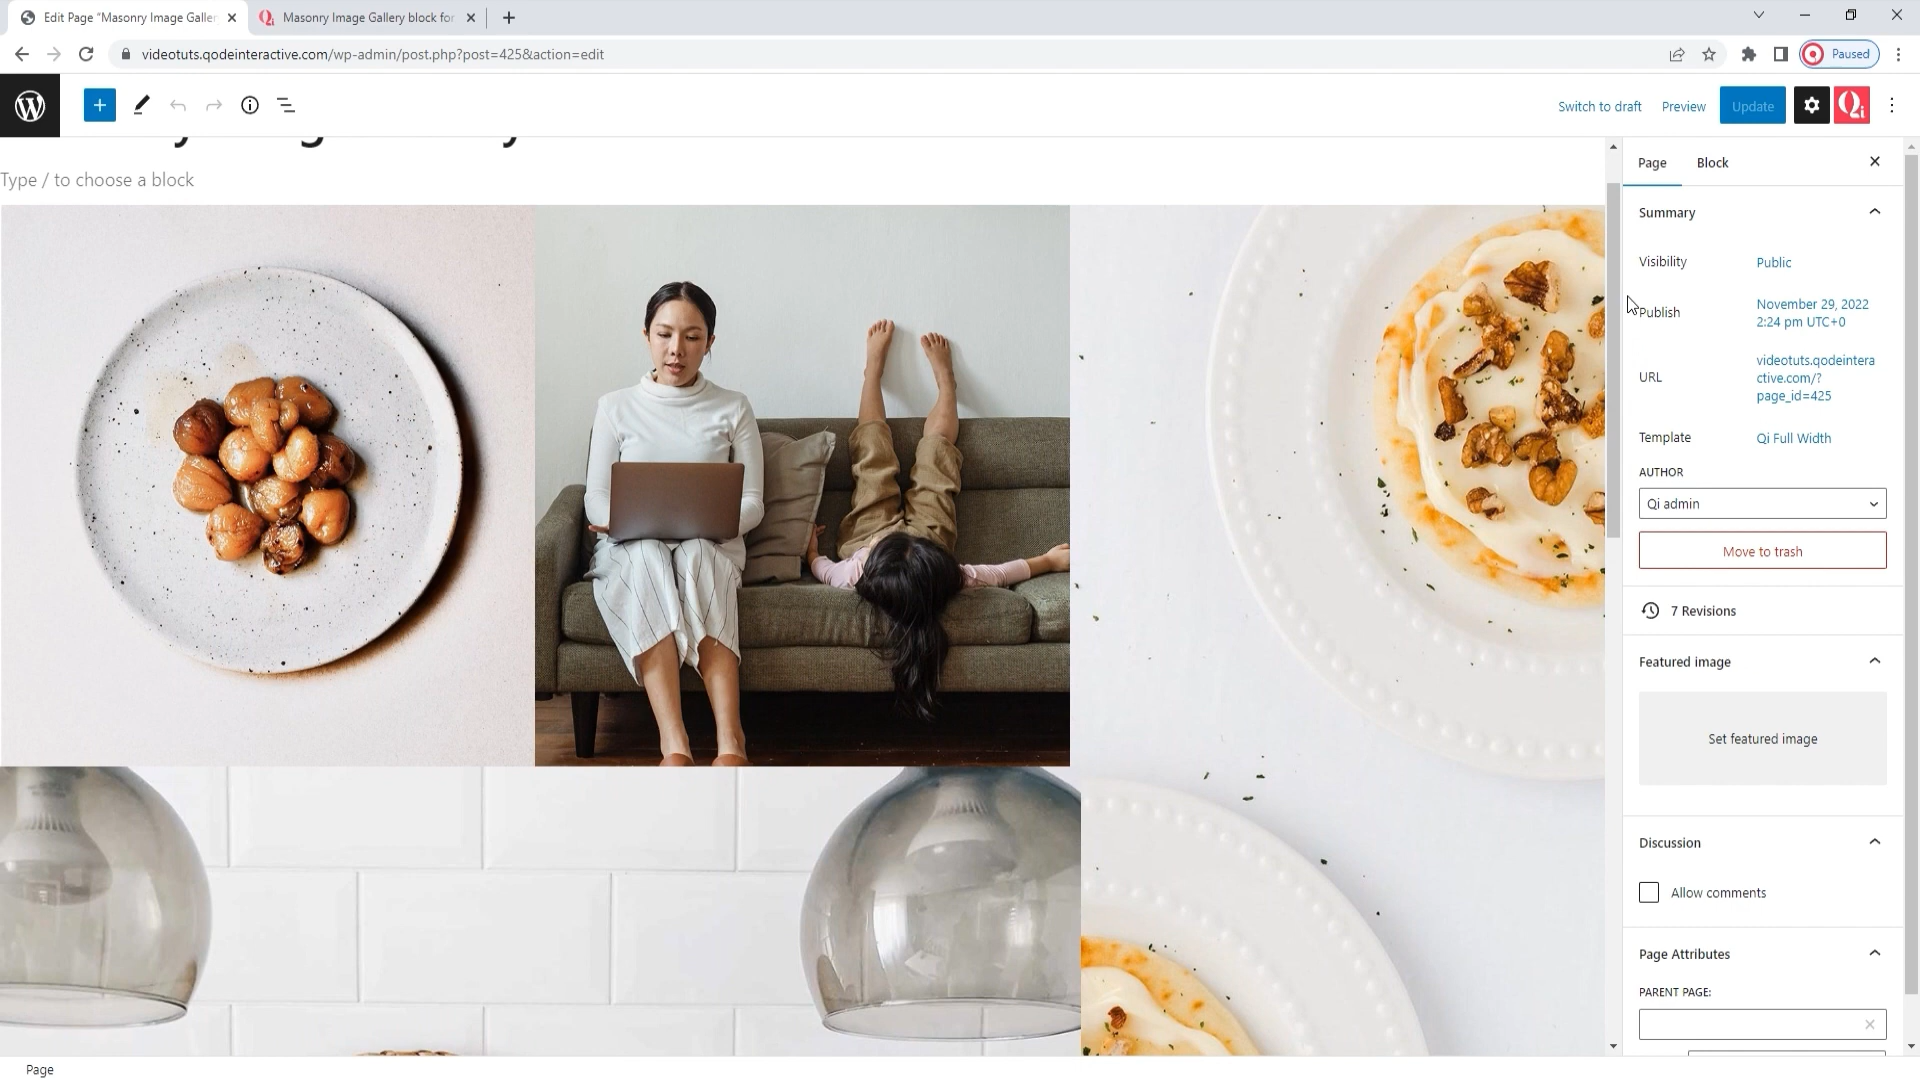 Edit Page "Masonry Image Galler
Masonry Image Gallery block for
videotuts.qodeinteractive.com/wp-admin/post.php?post=425&action=edit
Paused
Switch to draft
Preview
Update
Type / to choose a block
Page
Block
Summary
Visibility
Public
Publish
November 29, 2022
2:24 pm UTC+0
URL
videotuts.qodeintera
ctive.com/?
page_id=425
Template
Qi Full Width
AUTHOR
Qi admin
Move to trash
7 Revisions
Featured image
Set featured image
Discussion
Allow comments
Page Attributes
PARENT PAGE:
Page